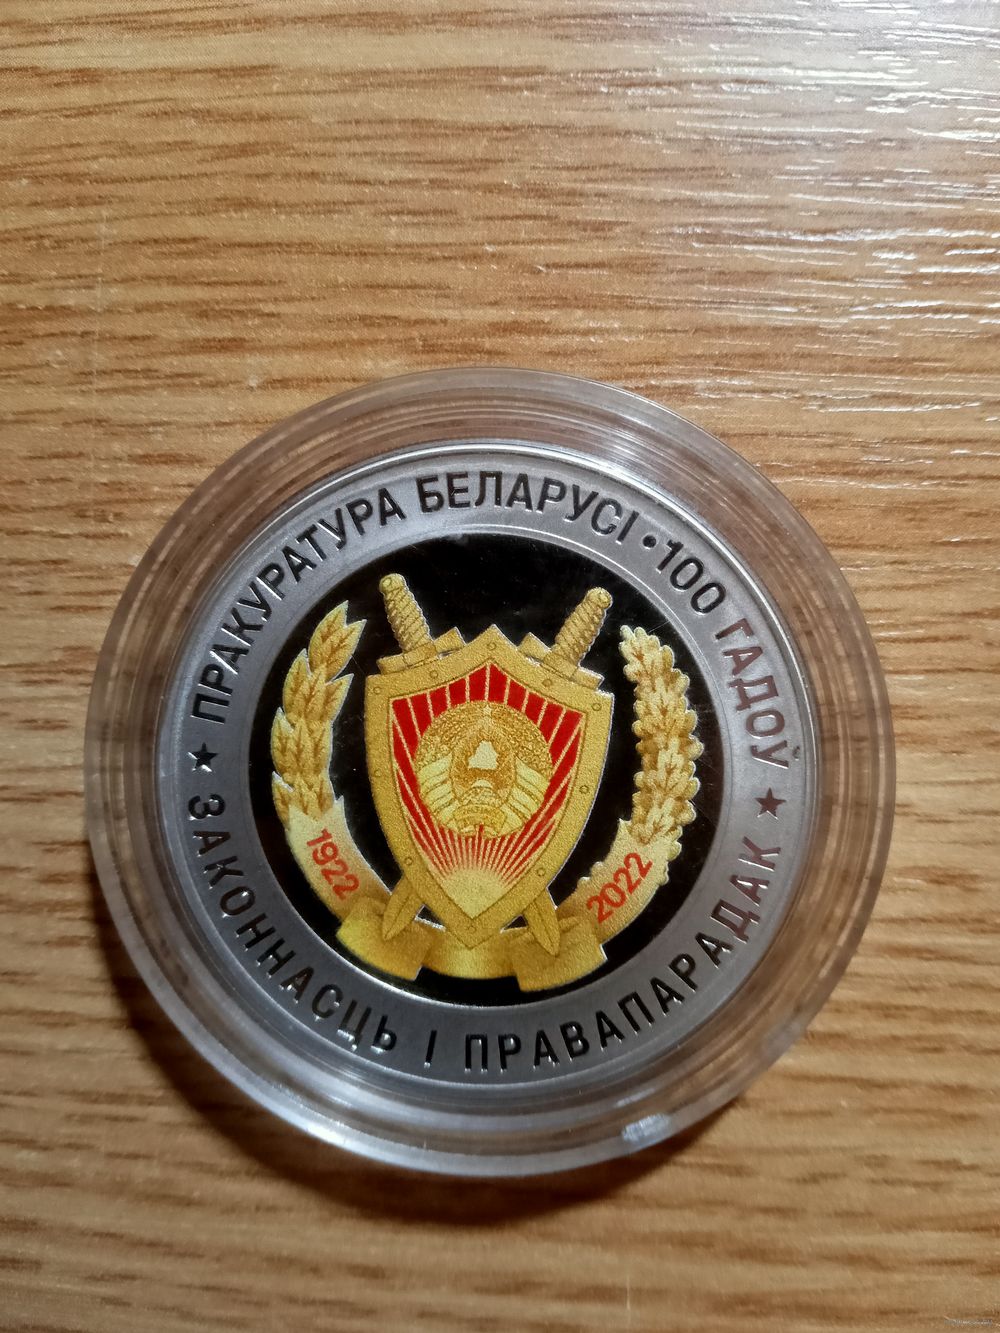 ПРАКУРАТУРА БЕЛАРУСІ • 100 ГАДОЎ
1922
2022
★ ЗАКОННАСЦЬ І ПРАВАПАРАДАК ★